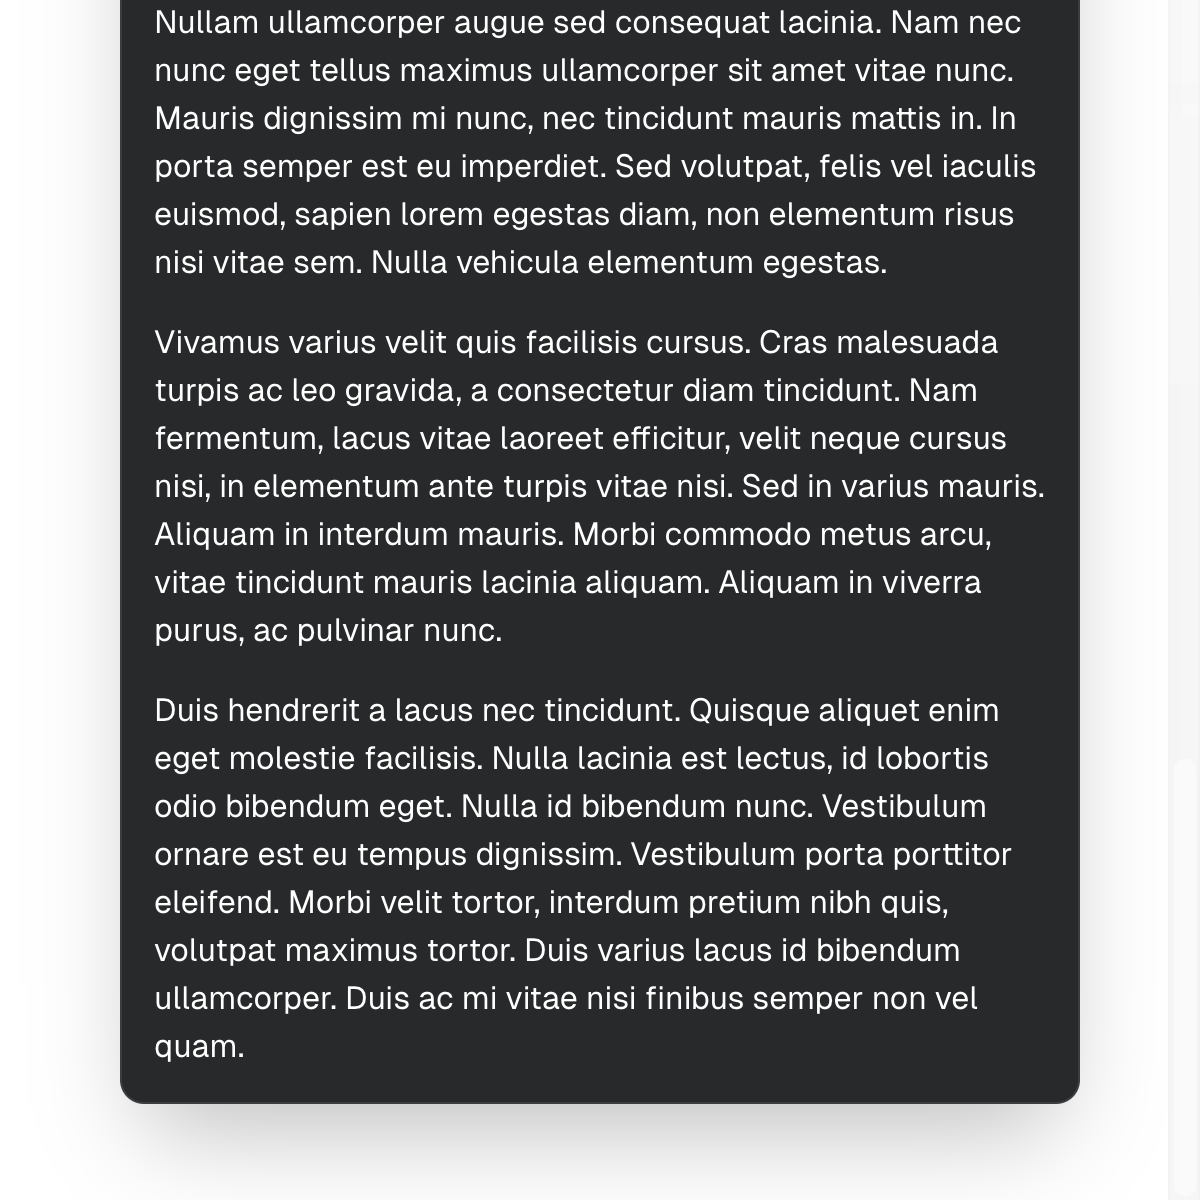 Nullam ullamcorper augue sed consequat lacinia. Nam nec
nunc eget tellus maximus ullamcorper sit amet vitae nunc.
Mauris dignissim mi nunc, nec tincidunt mauris mattis in. In
porta semper est eu imperdiet. Sed volutpat, felis vel iaculis
euismod, sapien lorem egestas diam, non elementum risus
nisi vitae sem. Nulla vehicula elementum egestas.
Vivamus varius velit quis facilisis cursus. Cras malesuada
turpis ac leo gravida, a consectetur diam tincidunt. Nam
fermentum, lacus vitae laoreet efficitur, velit neque cursus
nisi, in elementum ante turpis vitae nisi. Sed in varius mauris.
Aliquam in interdum mauris. Morbi commodo metus arcu,
vitae tincidunt mauris lacinia aliquam. Aliquam in viverra
purus, ac pulvinar nunc.
Duis hendrerit a lacus nec tincidunt. Quisque aliquet enim
eget molestie facilisis. Nulla lacinia est lectus, id lobortis
odio bibendum eget. Nulla id bibendum nunc. Vestibulum
ornare est eu tempus dignissim. Vestibulum porta porttitor
eleifend. Morbi velit tortor, interdum pretium nibh quis,
volutpat maximus tortor. Duis varius lacus id bibendum
ullamcorper. Duis ac mi vitae nisi finibus semper non vel
quam.